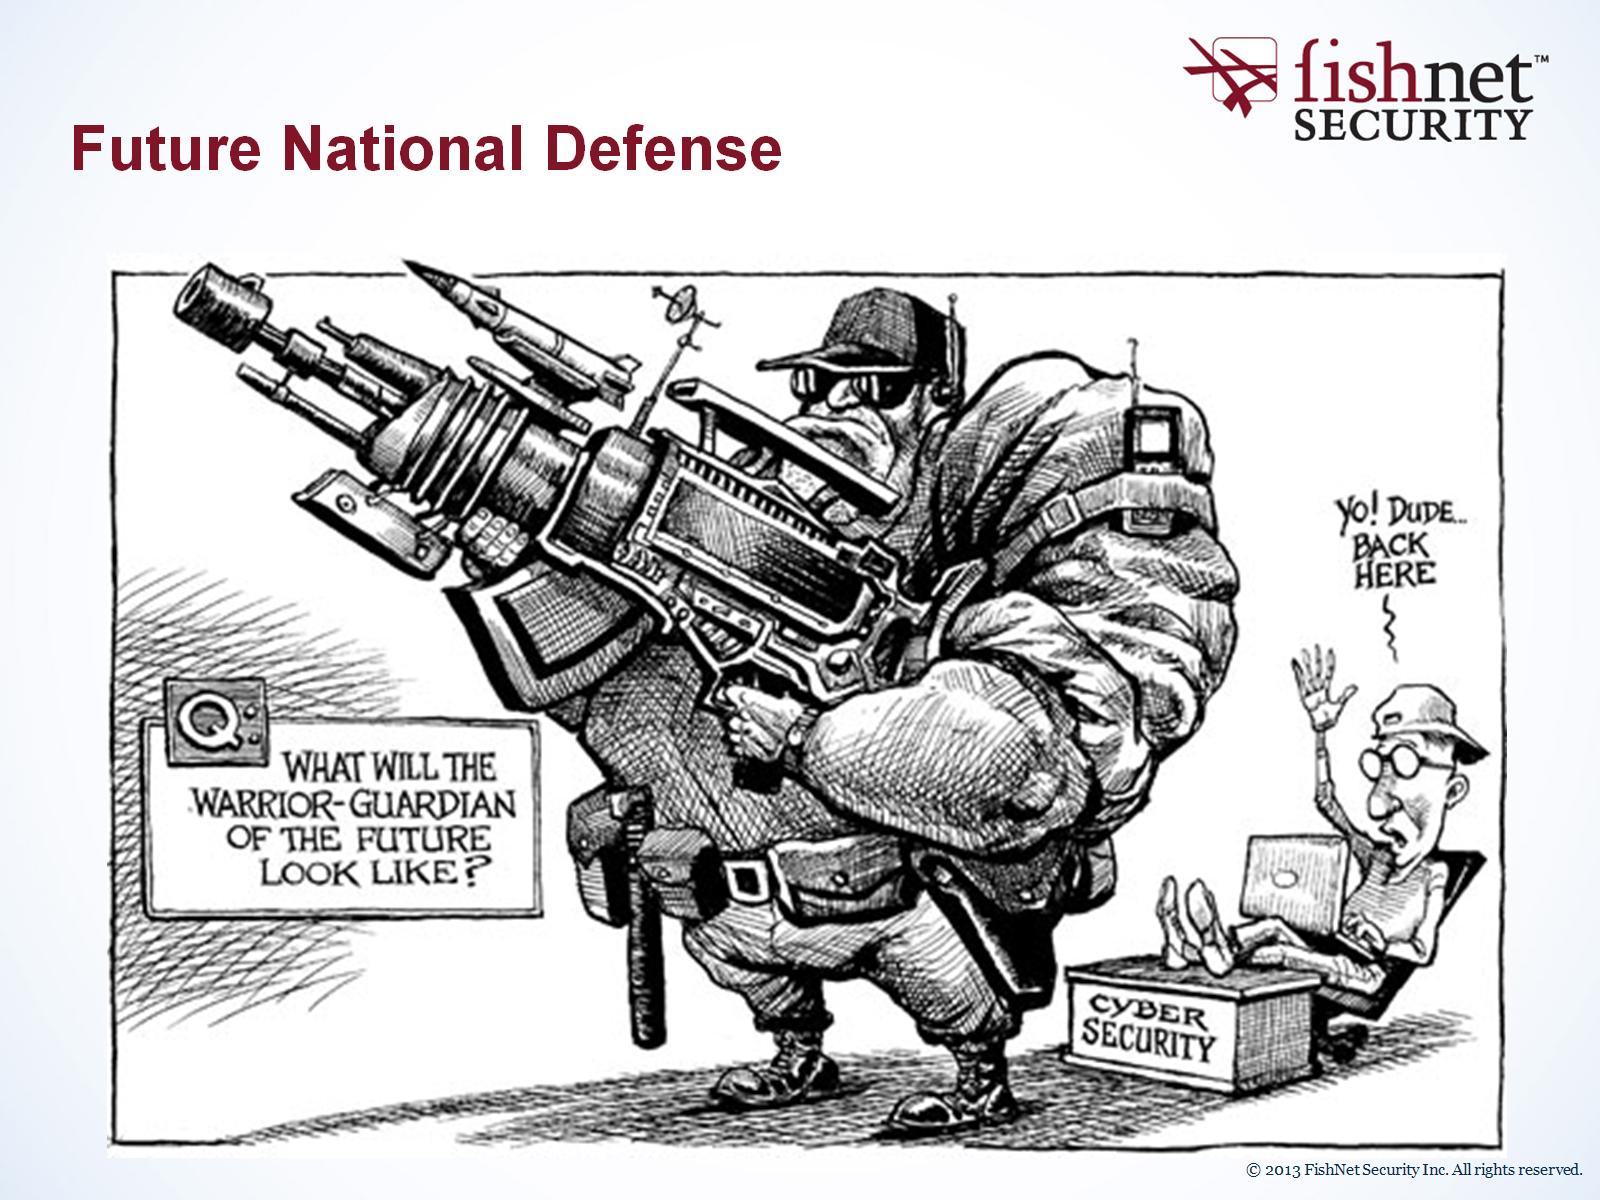 fishnet™
SECURITY
Future National Defense
Yo! DUDE...
BACK
HERE
Q
WHAT WILL THE
WARRIOR-GUARDIAN
OF THE FUTURE
LOOK LIKE?
CYBER
SECURITY
© 2013 FishNet Security Inc. All rights reserved.